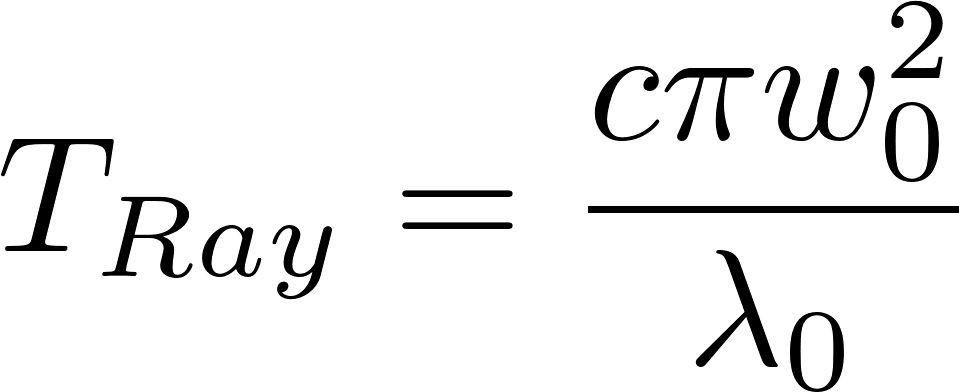 T_{Ray} = \frac{c\pi w_0^2}{\lambda_0}